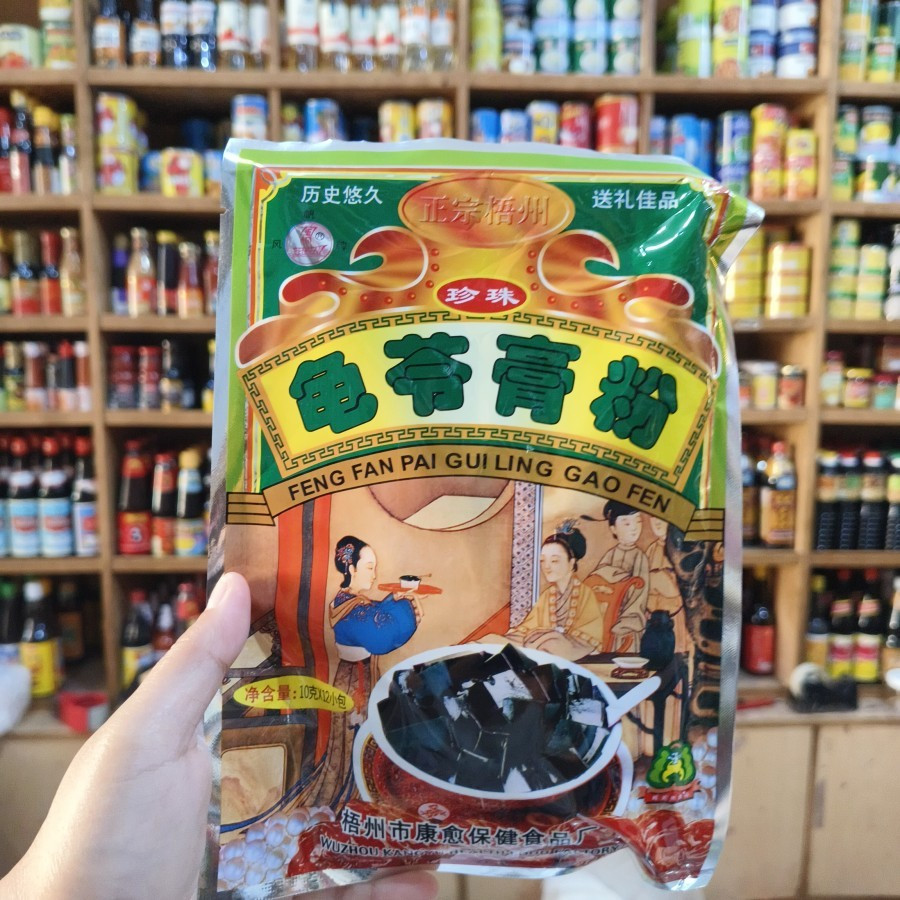 历史悠久
正宗梧州
送礼佳品
珍珠
龟苓膏粉
FENG FAN PAI GUI LING GAO FEN
净含量:10克X12小包
梧州市康愈保健食品厂